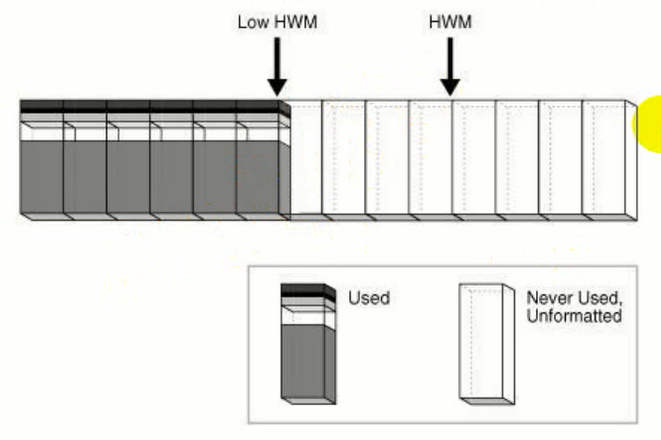 Low HWM
HWM
Used
Never Used,
Unformatted